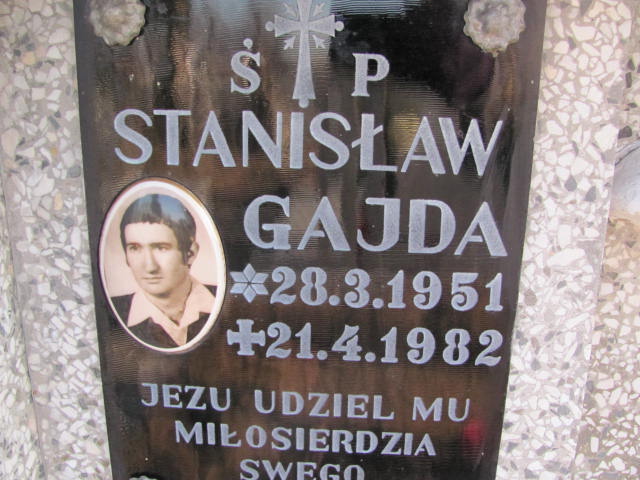 Ś P
STANISŁAW
GAJDA
28.3.1951
21.4.1982
JEZU UDZIEL MU
MIŁOSIERDZIA
SWEGO